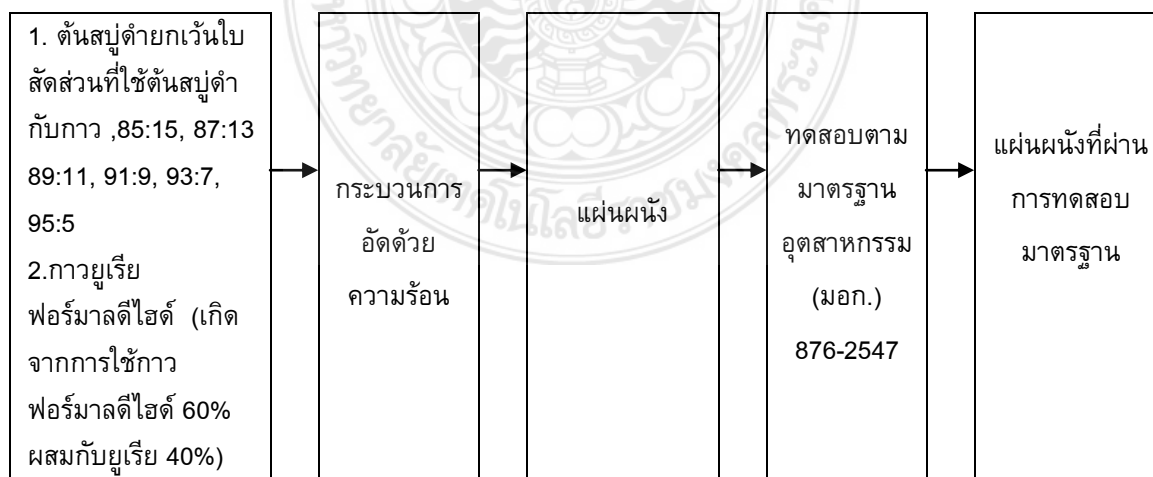 1. ต้นสบู่ดำยกเว้นใบ
สัดส่วนที่ใช้ต้นสบู่ดำ
กับกาว ,85:15, 87:13
89:11, 91:9, 93:7,
95:5
2.กาวยูเรีย
ฟอร์มาลดีไฮด์ (เกิด
จากการใช้กาว
ฟอร์มาลดีไฮด์ 60%
ผสมกับยูเรีย 40%)
กระบวนการ
อัดด้วย
ความร้อน
แผ่นผนัง
ทดสอบตาม
มาตรฐาน
อุตสาหกรรม
(มอก.)
876-2547
แผ่นผนังที่ผ่าน
การทดสอบ
มาตรฐาน